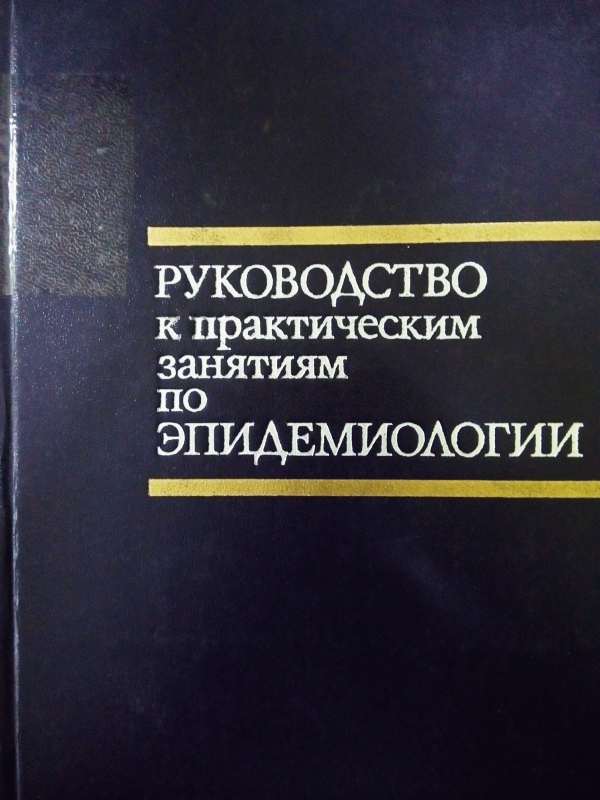 РУКОВОДСТВО
к практическим
занятиям
по
ЭПИДЕМИОЛОГИИ